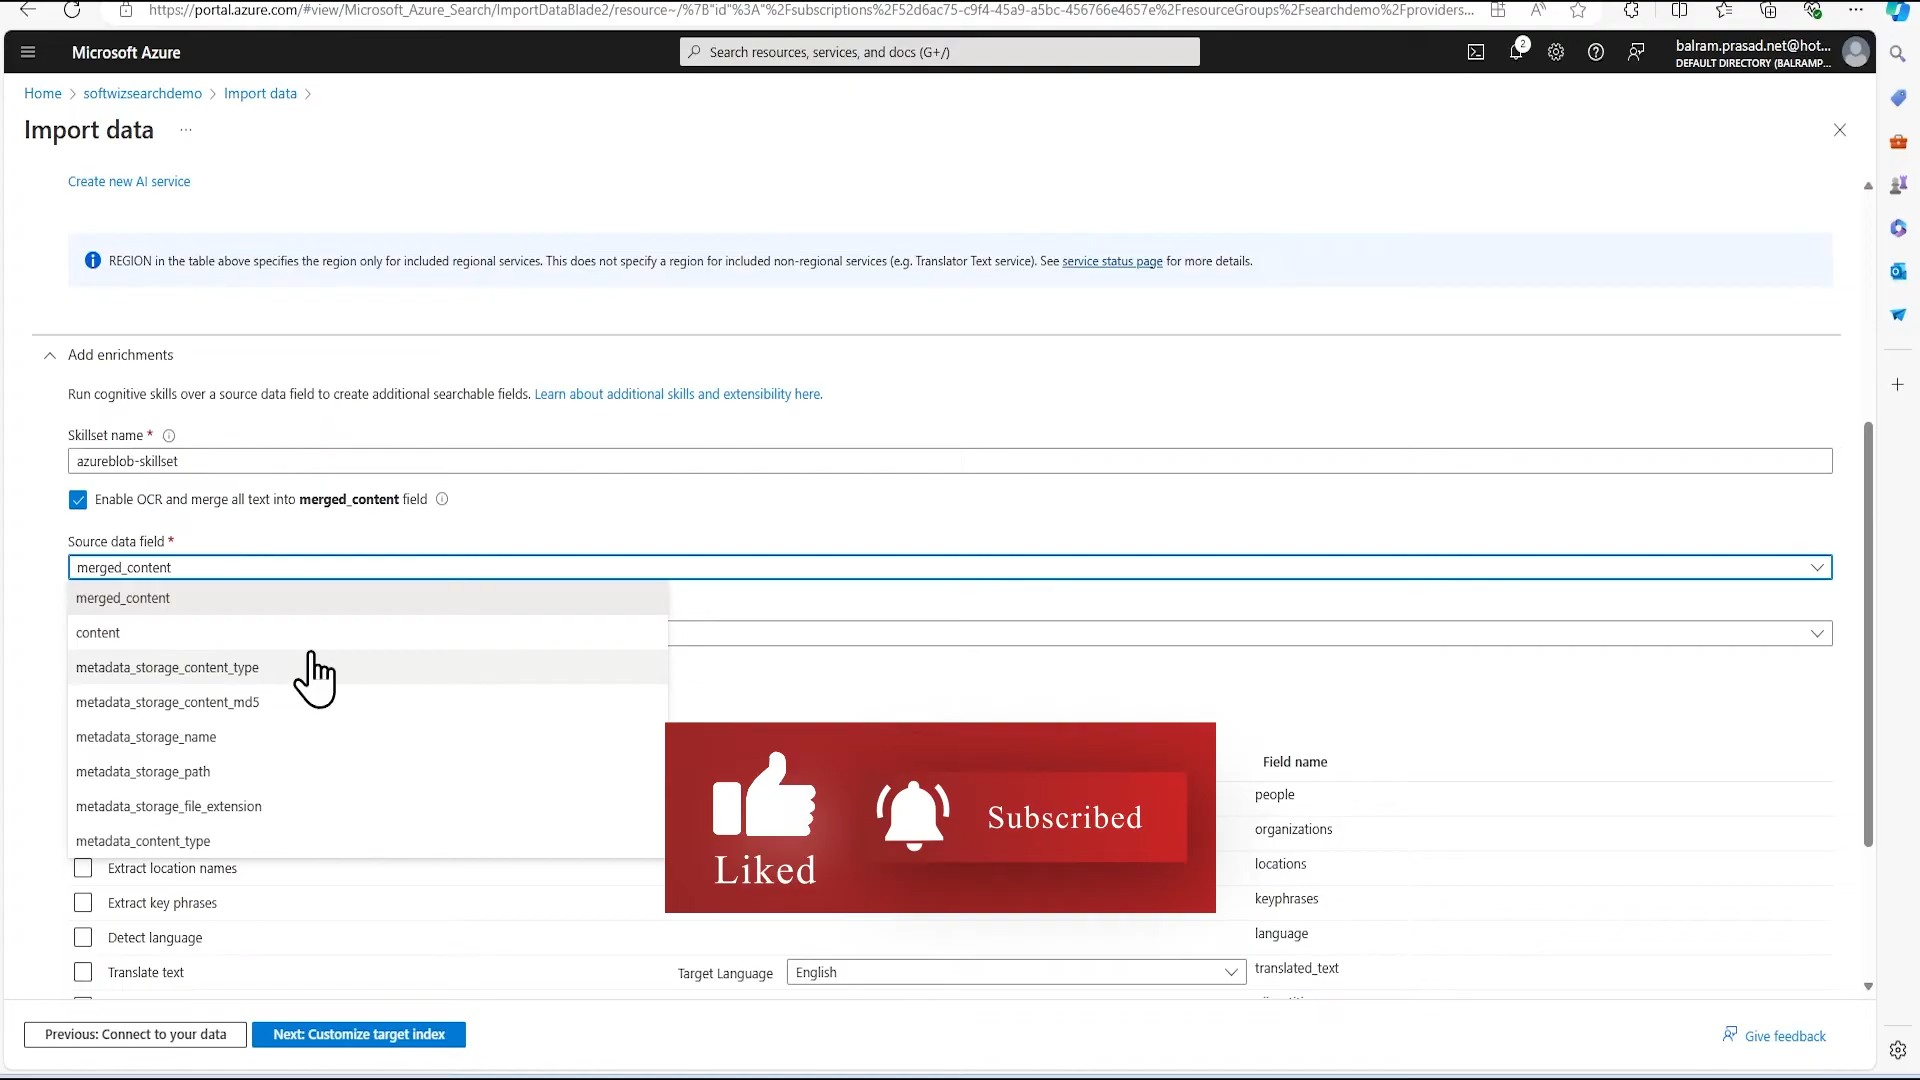 https://portal.azure.com/#view/Microsoft_Azure_Search/ImportDataBlade2/resource~/%7B"id"%3A"%2Fsubscriptions%2F52d6ac75-c9f4-45a9-a5bc-456766e4657e%2FresourceGroups%2Fsearchdemo%2Fproviders...
Microsoft Azure
Search resources, services, and docs (G+/)
2
balram.prasad.net@hot...
DEFAULT DIRECTORY (BALRAMP...
Home > softwizsearchdemo > Import data >
Import data ...
Create new AI service
REGION in the table above specifies the region only for included regional services. This does not specify a region for included non-regional services (e.g. Translator Text service). See service status page for more details.
Add enrichments
Run cognitive skills over a source data field to create additional searchable fields. Learn about additional skills and extensibility here.
Skillset name *
azureblob-skillset
Enable OCR and merge all text into merged_content field
Source data field *
merged_content
merged_content
content
metadata_storage_content_type
metadata_storage_content_md5
metadata_storage_name
metadata_storage_path
metadata_storage_file_extension
metadata_content_type
Field name
people
organizations
Liked
Subscribed
Extract location names
locations
Extract key phrases
keyphrases
Detect language
language
Translate text
Target Language
English
translated_text
Previous: Connect to your data
Next: Customize target index
Give feedback